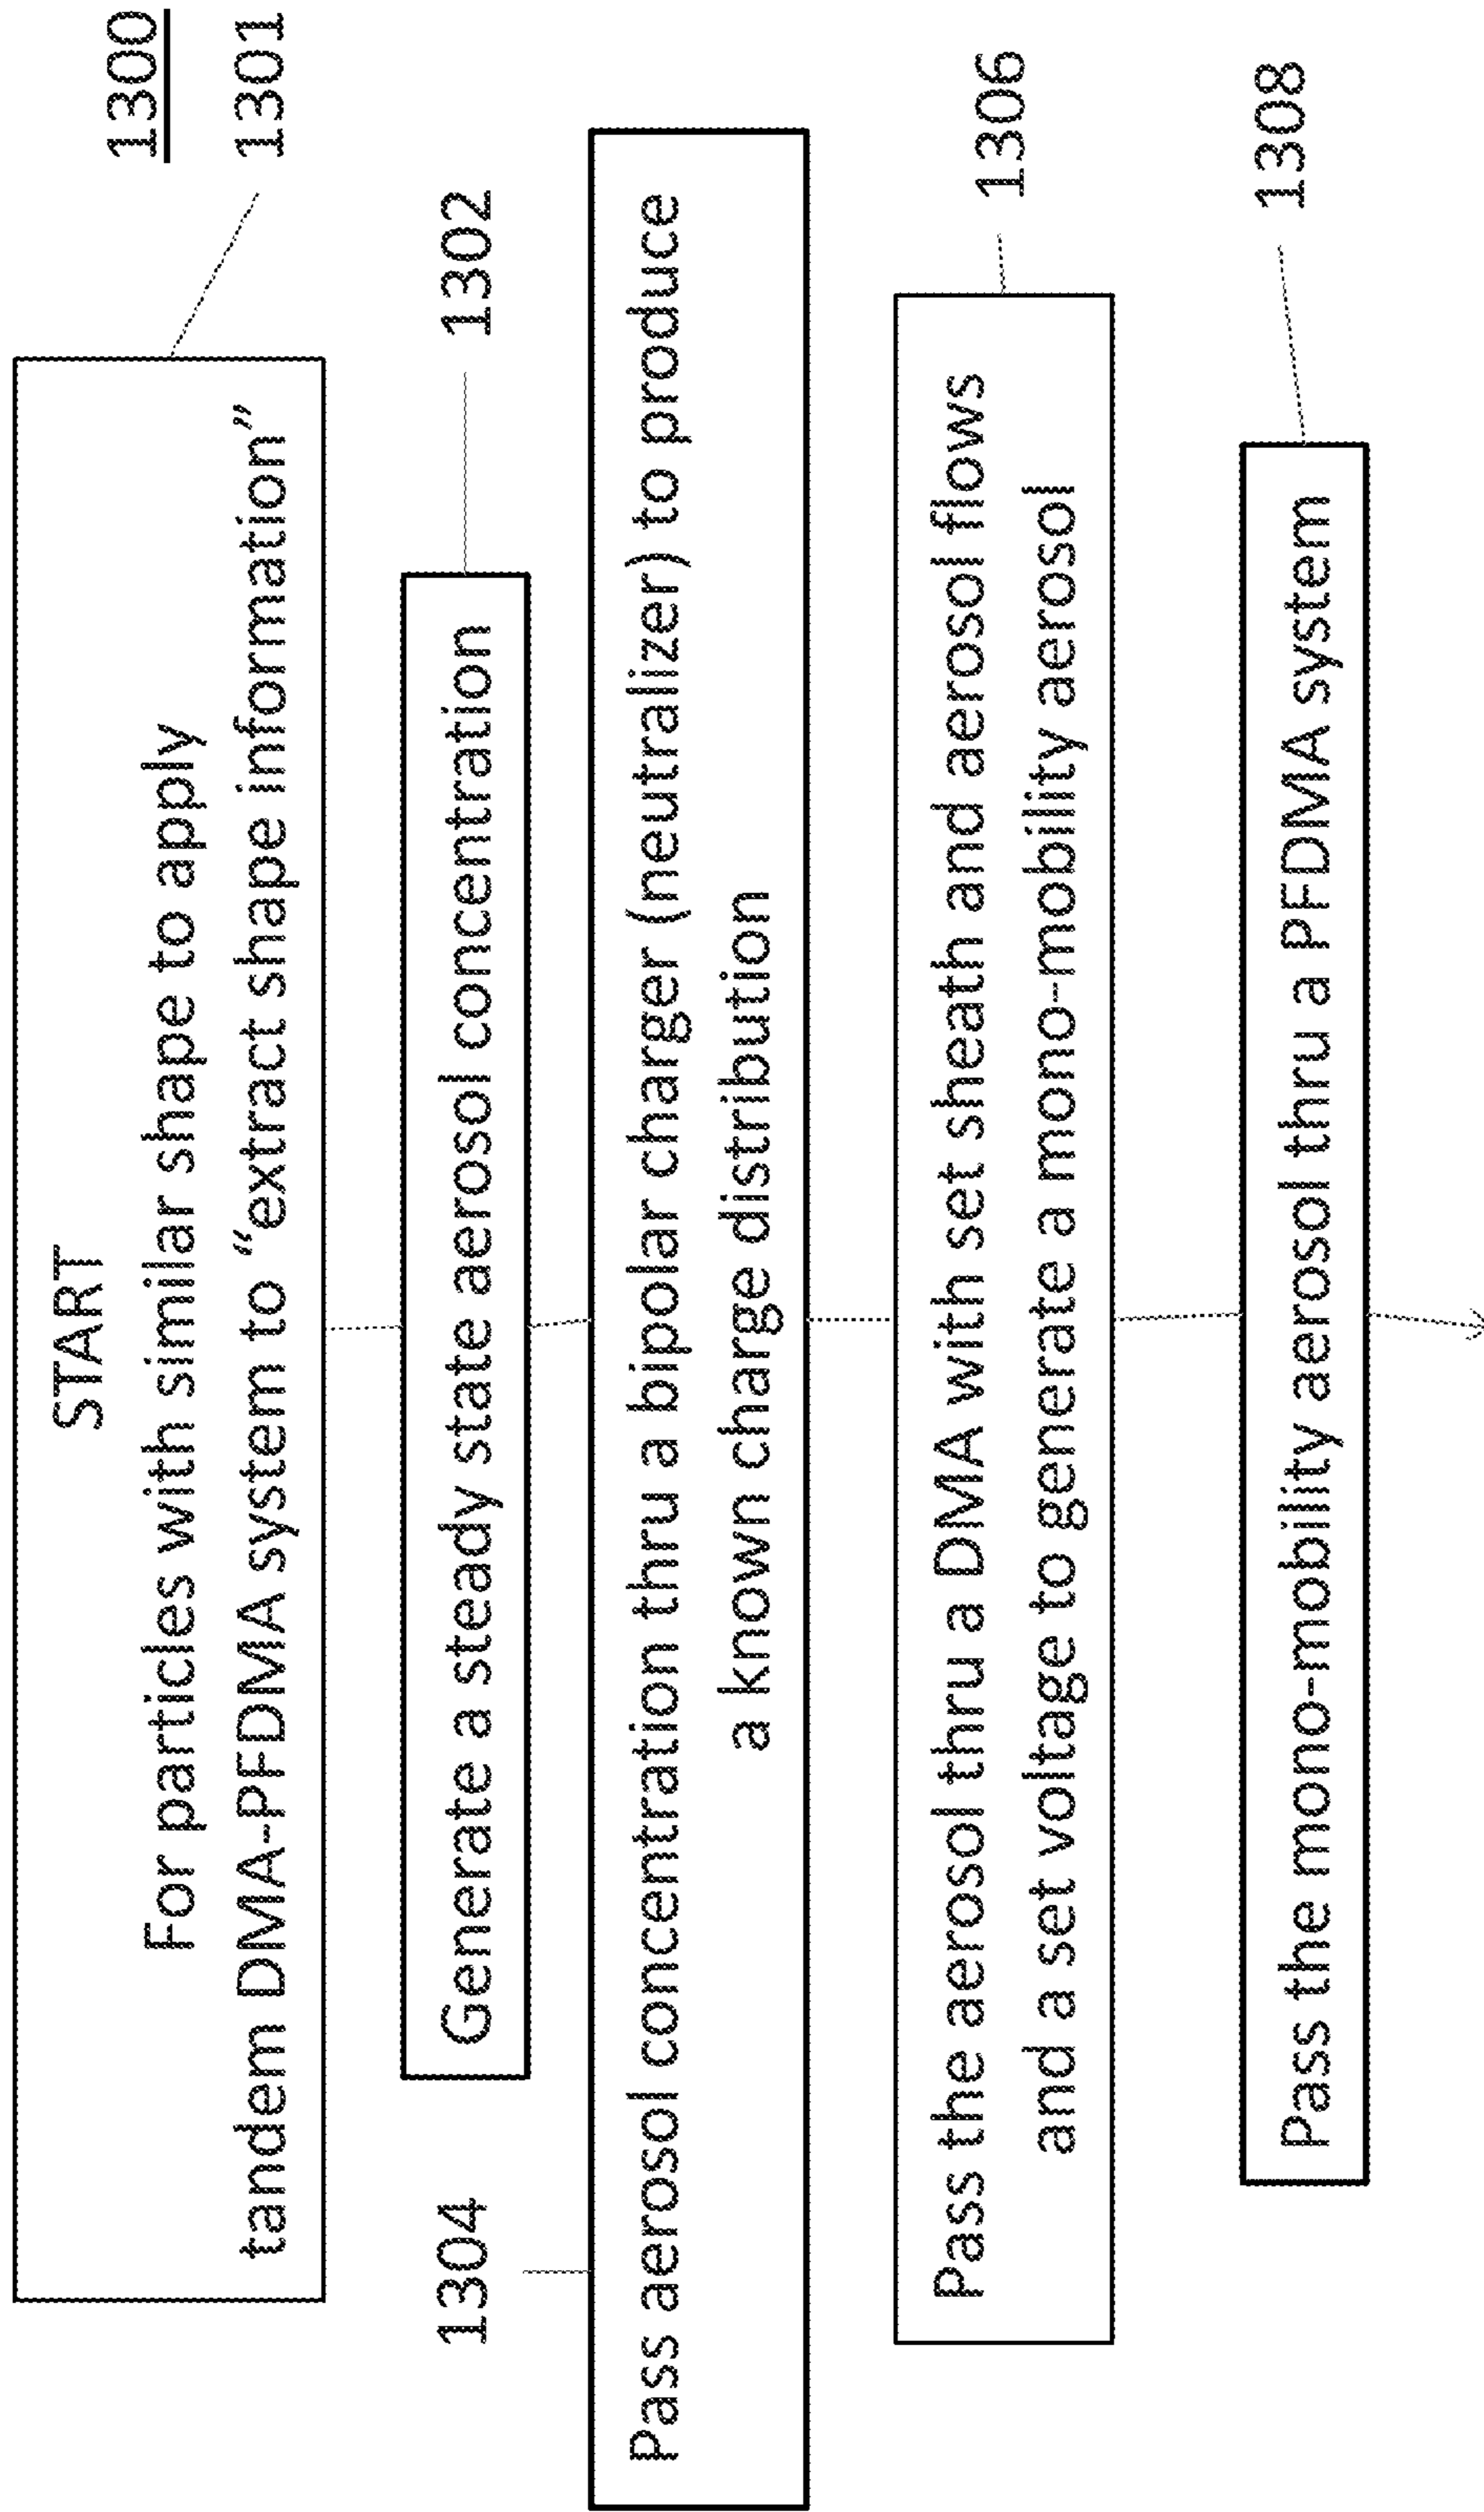 1300
START
1301
For particles with similar shape to apply
tandem DMA-PFDMA system to “extract shape information”
1302
Generate a steady state aerosol concentration
1304
Pass aerosol concentration thru a bipolar charger (neutralizer) to produce
a known charge distribution
1306
Pass the aerosol thru a DMA with set sheath and aerosol flows
and a set voltage to generate a mono-mobility aerosol
1308
Pass the mono-mobility aerosol thru a PFDMA system